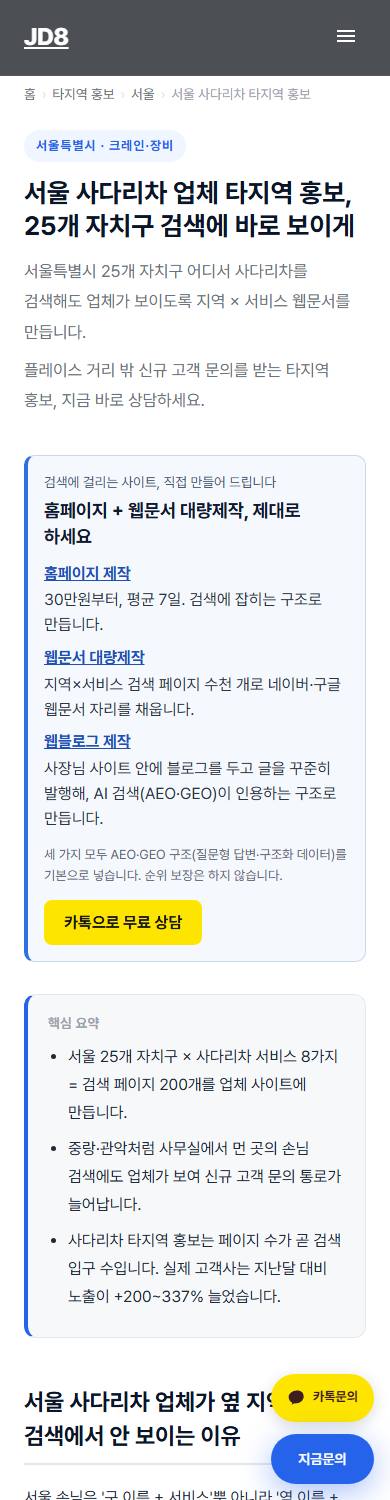 JD8
홈 › 타지역 홍보 › 서울 › 서울 사다리차 타지역 홍보
서울특별시 · 크레인·장비
서울 사다리차 업체 타지역 홍보,
25개 자치구 검색에 바로 보이게
서울특별시 25개 자치구 어디서 사다리차를
검색해도 업체가 보이도록 지역 × 서비스 웹문서를
만듭니다.
플레이스 거리 밖 신규 고객 문의를 받는 타지역
홍보, 지금 바로 상담하세요.
검색에 걸리는 사이트, 직접 만들어 드립니다
홈페이지 + 웹문서 대량제작, 제대로
하세요
홈페이지 제작
30만원부터, 평균 7일. 검색에 잡히는 구조로
만듭니다.
웹문서 대량제작
지역×서비스 검색 페이지 수천 개로 네이버·구글
웹문서 자리를 채웁니다.
웹블로그 제작
사장님 사이트 안에 블로그를 두고 글을 꾸준히
발행해, AI 검색(AEO·GEO)이 인용하는 구조로
만듭니다.
세 가지 모두 AEO·GEO 구조(질문형 답변·구조화 데이터)를
기본으로 넣습니다. 순위 보장은 하지 않습니다.
카톡으로 무료 상담
핵심 요약
• 서울 25개 자치구 × 사다리차 서비스 8가지
= 검색 페이지 200개를 업체 사이트에
만듭니다.
• 중랑·관악처럼 사무실에서 먼 곳의 손님
검색에도 업체가 보여 신규 고객 문의 통로가
늘어납니다.
• 사다리차 타지역 홍보는 페이지 수가 곧 검색
입구 수입니다. 실제 고객사는 지난달 대비
노출이 +200~337% 늘었습니다.
서울 사다리차 업체가 옆
검색에서 안 보이는 이유
카톡문의
지금문의
서울 손님은 '구 이름 + 서비스'뿐 아니라 '역 이름 +